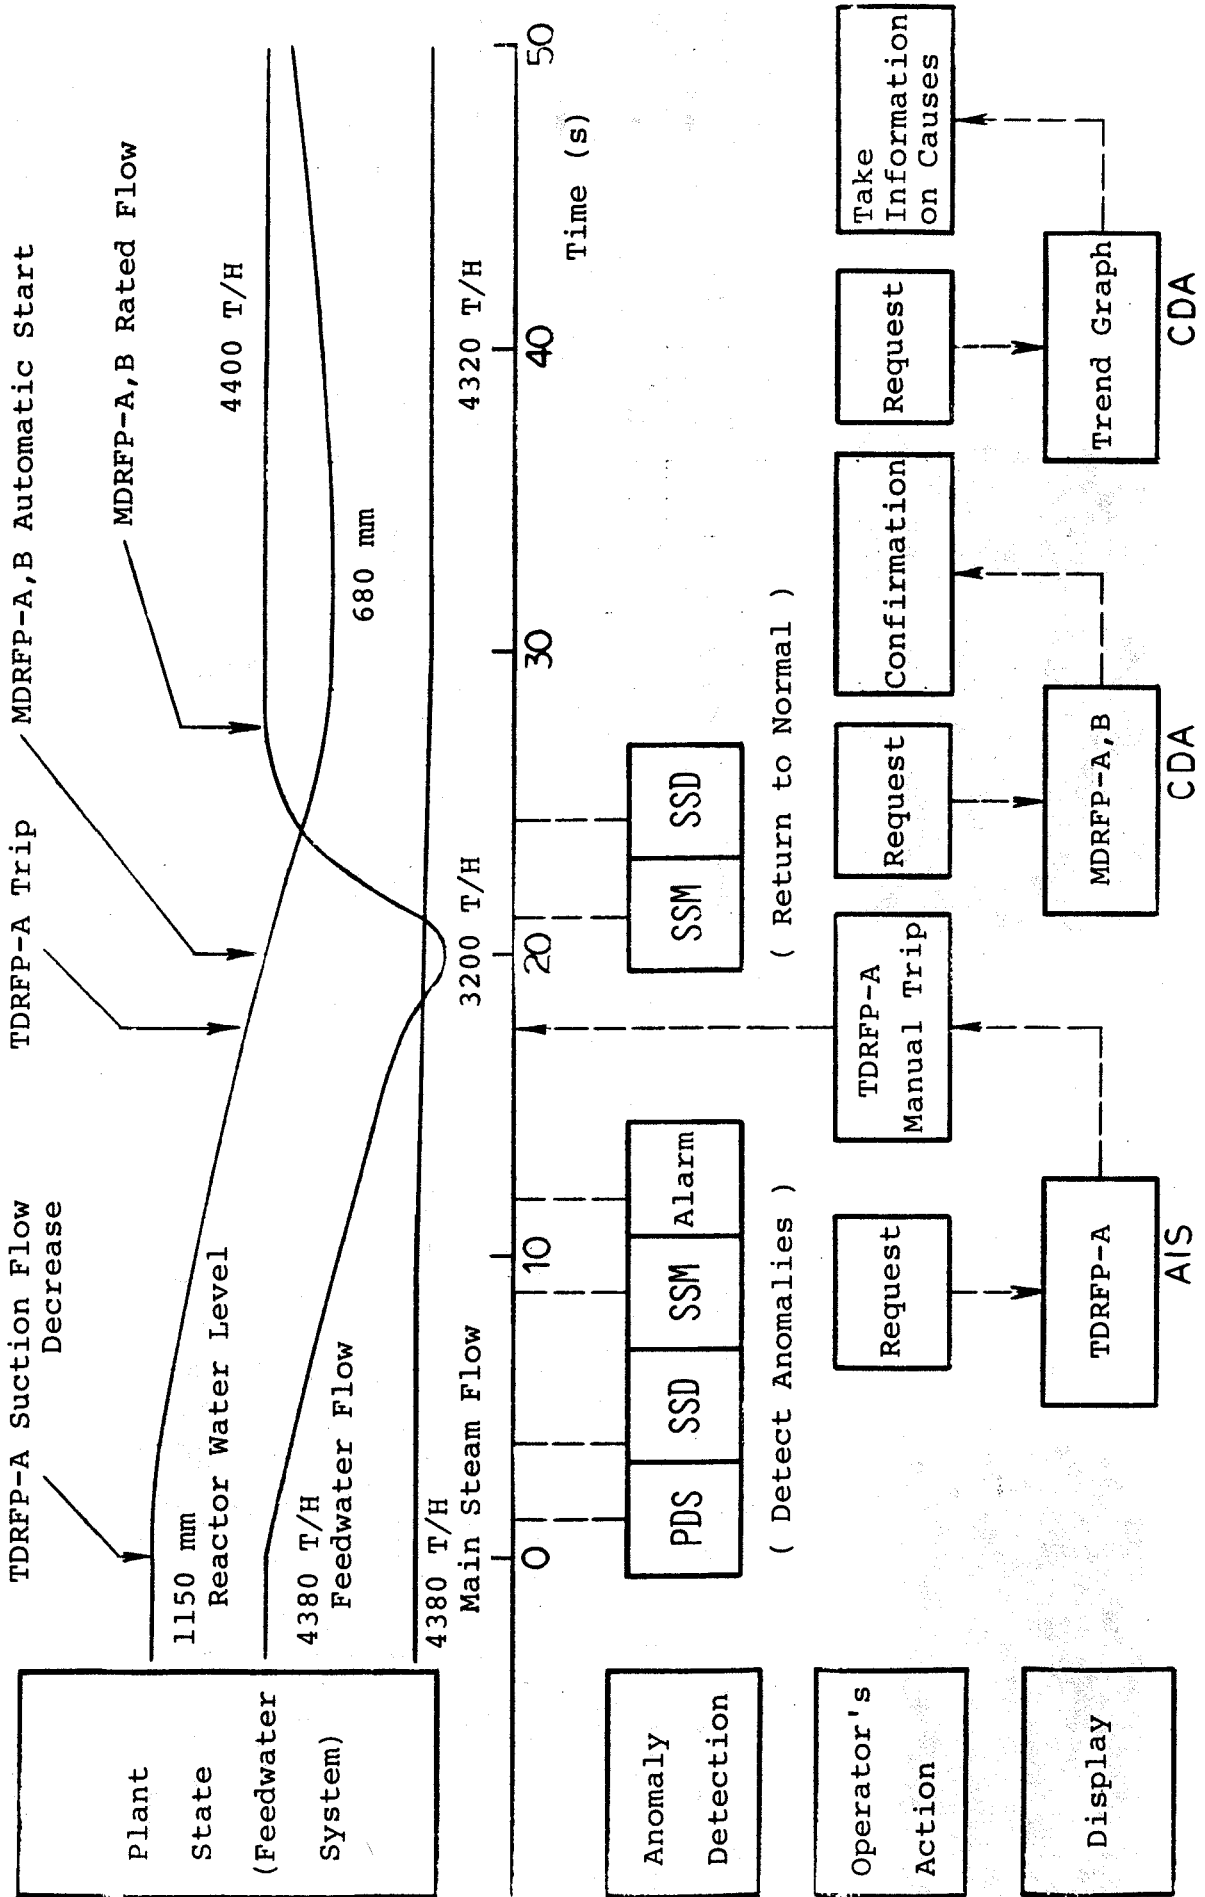 TDRFP-A Suction Flow
Decrease
TDRFP-A Trip
MDRFP-A,B Automatic Start
MDRFP-A,B Rated Flow
Plant
State
(Feedwater
System)
1150 mm
Reactor Water Level
4380 T/H
Feedwater Flow
4380 T/H
Main Steam Flow
3200 T/H
680 mm
4400 T/H
4320 T/H
0
10
20
30
40
50
Time (s)
Anomaly
Detection
PDS
SSD
SSM
Alarm
( Detect Anomalies )
SSM
SSD
( Return to Normal )
Operator's
Action
Request
TDRFP-A
Manual Trip
Request
Confirmation
Request
Take
Information
on Causes
Display
TDRFP-A
AIS
MDRFP-A,B
CDA
Trend Graph
CDA